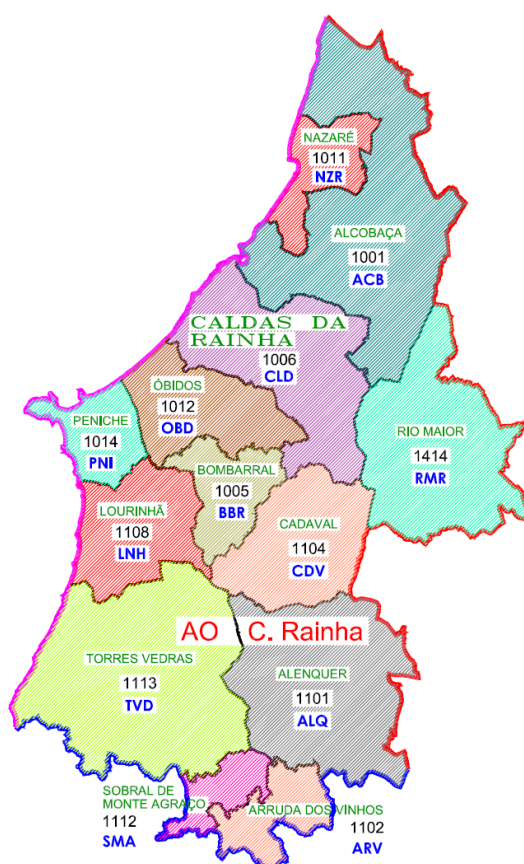 NAZARÉ
1011
NZR
ALCOBAÇA
1001
ACB
CALDAS DA
RAINHA
1006
CLD
ÓBIDOS
1012
OBD
PENICHE
1014
PNI
RIO MAIOR
1414
RMR
BOMBARRAL
1005
BBR
LOURINHÃ
1108
LNH
CADAVAL
1104
CDV
AO C. Rainha
TORRES VEDRAS
1113
TVD
ALENQUER
1101
ALQ
SOBRAL DE
MONTE AGRAÇO
1112
SMA
ARRUDA DOS VINHOS
1102
ARV